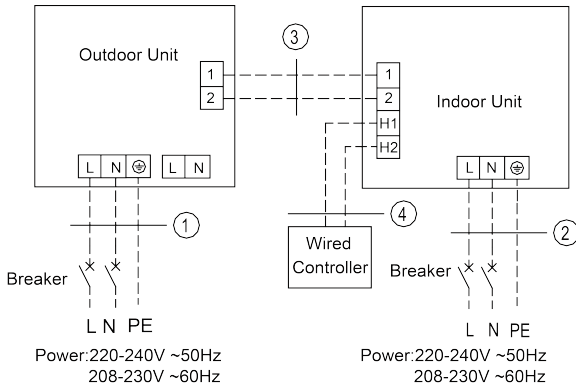 Outdoor Unit
1
2
L N
L N
3
1
2
H1
H2
Indoor Unit
L N
1
4
2
Wired
Controller
Breaker
L N PE
Power:220-240V ~50Hz
208-230V ~60Hz
Breaker
L N PE
Power:220-240V ~50Hz
208-230V ~60Hz